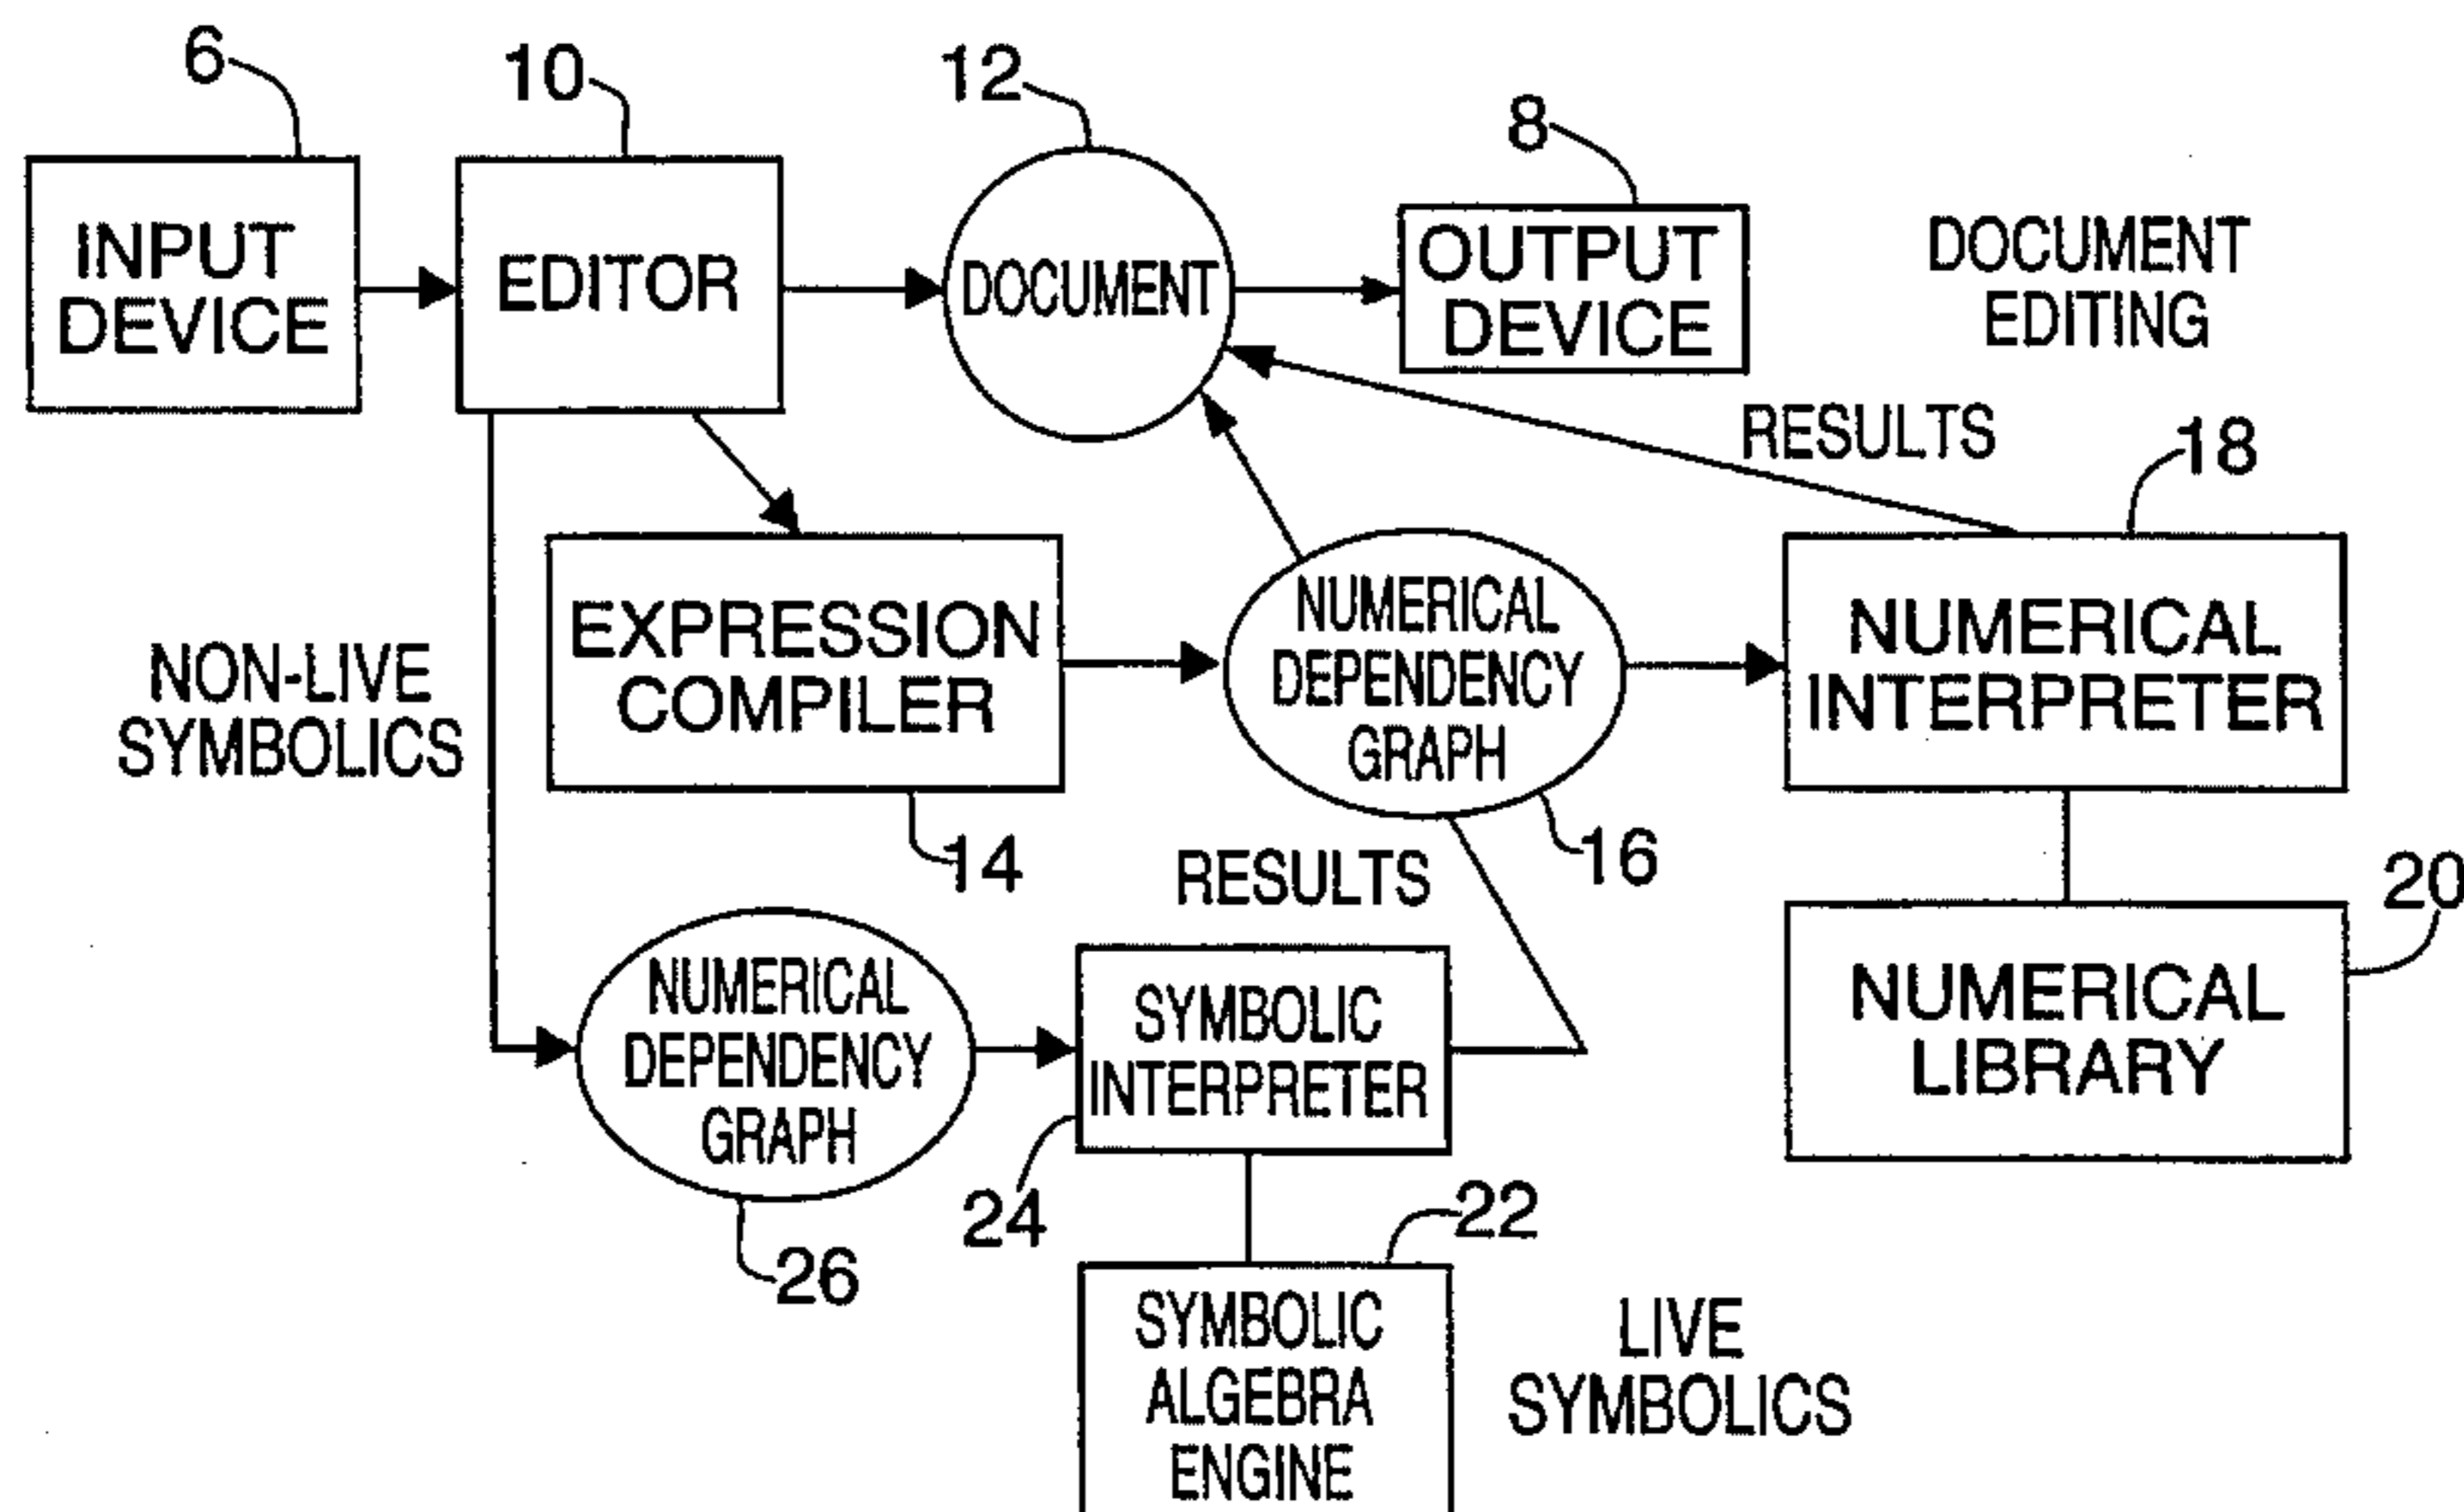 6
10
12
8
INPUT
DEVICE
EDITOR
DOCUMENT
OUTPUT
DEVICE
DOCUMENT
EDITING
RESULTS
18
NON-LIVE
SYMBOLICS
EXPRESSION
COMPILER
14
NUMERICAL
DEPENDENCY
GRAPH
16
NUMERICAL
INTERPRETER
RESULTS
20
NUMERICAL
LIBRARY
NUMERICAL
DEPENDENCY
GRAPH
26
SYMBOLIC
INTERPRETER
24
22
SYMBOLIC
ALGEBRA
ENGINE
LIVE
SYMBOLICS